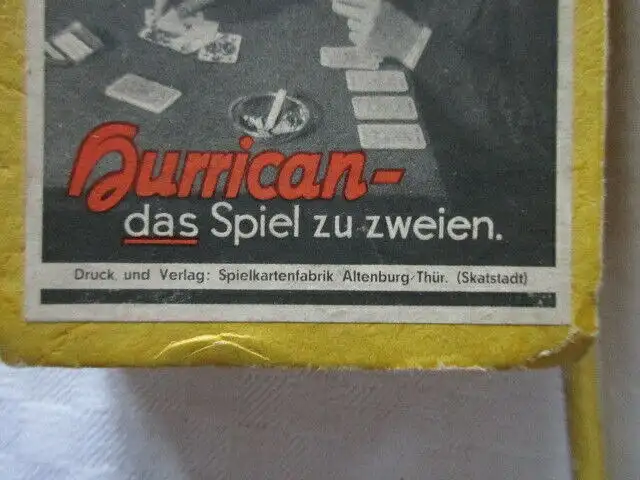 Hurrican-
das Spiel zu zweien.
Druck und Verlag: Spielkartenfabrik Altenburg-Thür. (Skatstadt)